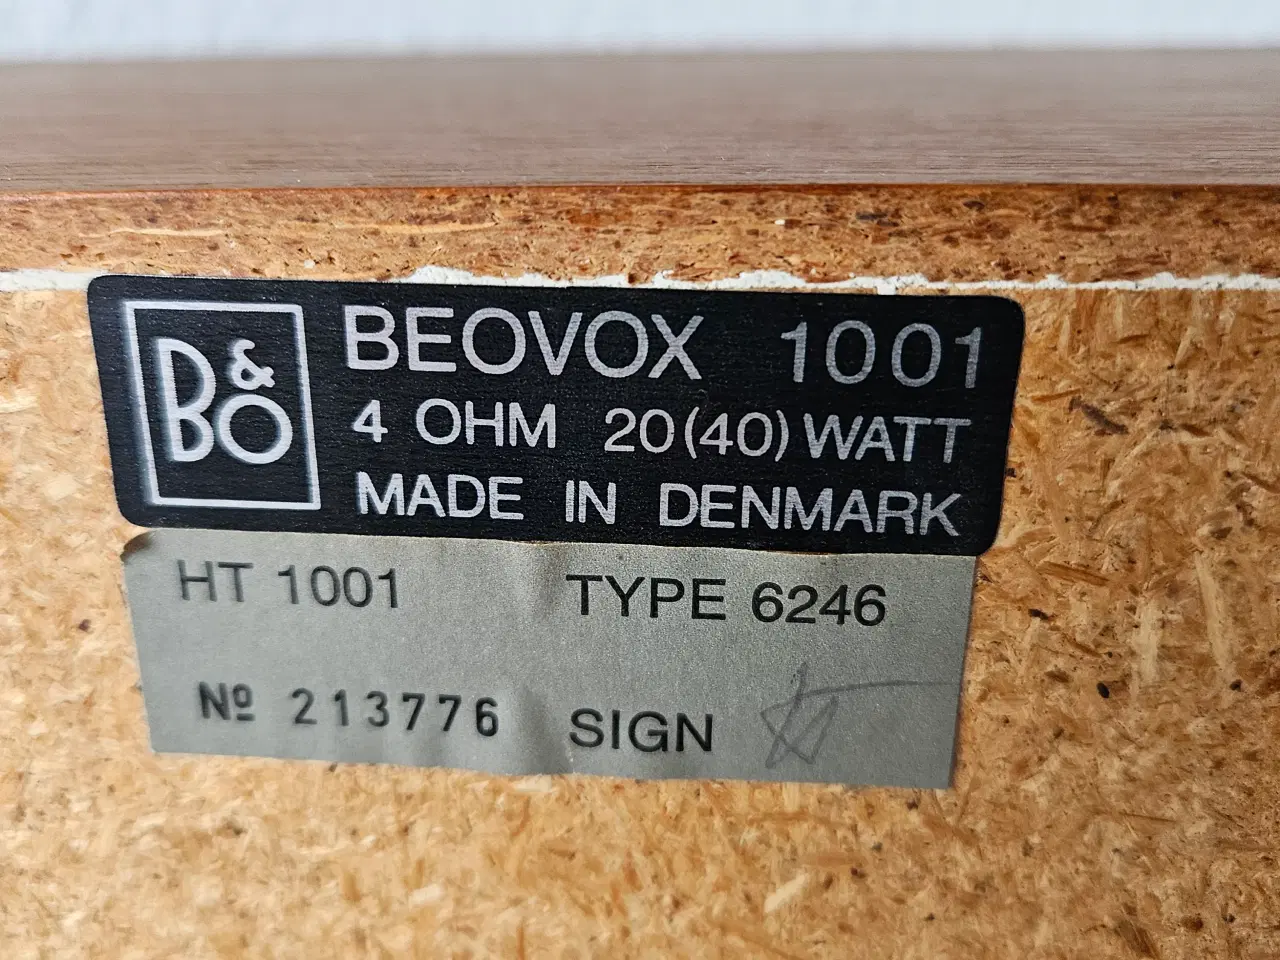 B&O
BEOVOX 1001
4 OHM 20(40) WATT
MADE IN DENMARK
HT 1001 TYPE 6246
Nº 213776 SIGN